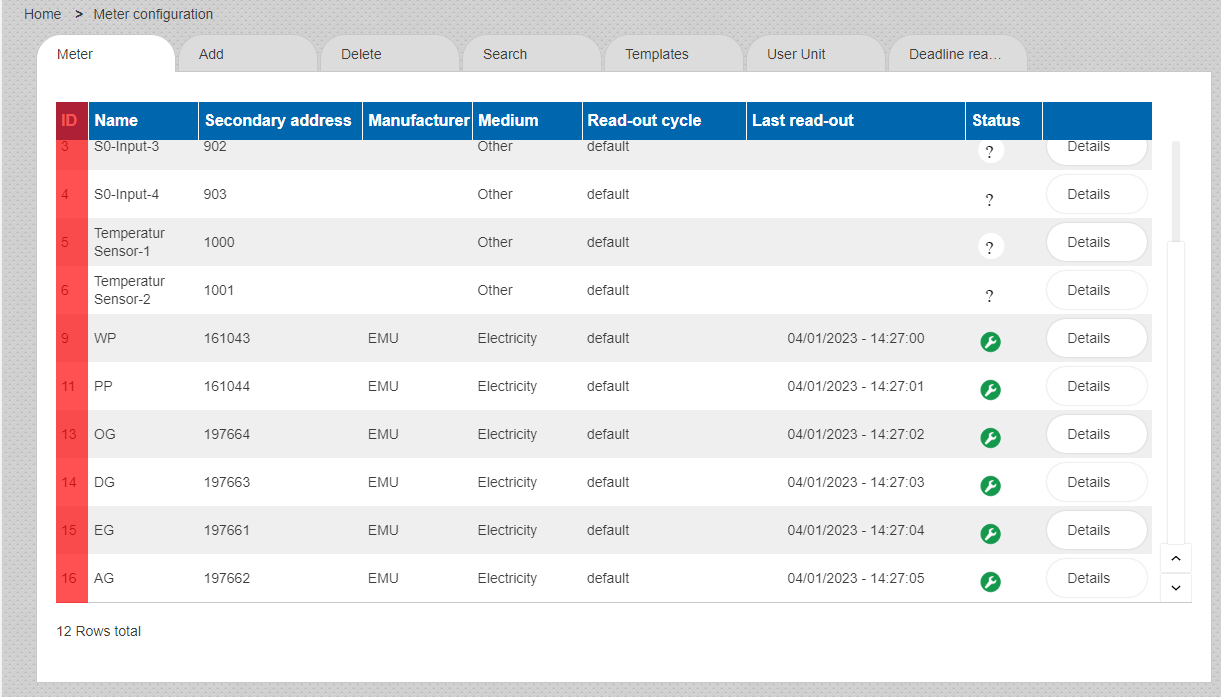 Home > Meter configuration
Meter Add Delete Search Templates User Unit Deadline rea...
ID Name Secondary address Manufacturer Medium Read-out cycle Last read-out Status
3 S0-Input-3 902 Other default ? Details
4 S0-Input-4 903 Other default ? Details
5 Temperatur Sensor-1 1000 Other default ? Details
6 Temperatur Sensor-2 1001 Other default ? Details
9 WP 161043 EMU Electricity default 04/01/2023 - 14:27:00 Details
11 PP 161044 EMU Electricity default 04/01/2023 - 14:27:01 Details
13 OG 197664 EMU Electricity default 04/01/2023 - 14:27:02 Details
14 DG 197663 EMU Electricity default 04/01/2023 - 14:27:03 Details
15 EG 197661 EMU Electricity default 04/01/2023 - 14:27:04 Details
16 AG 197662 EMU Electricity default 04/01/2023 - 14:27:05 Details
12 Rows total